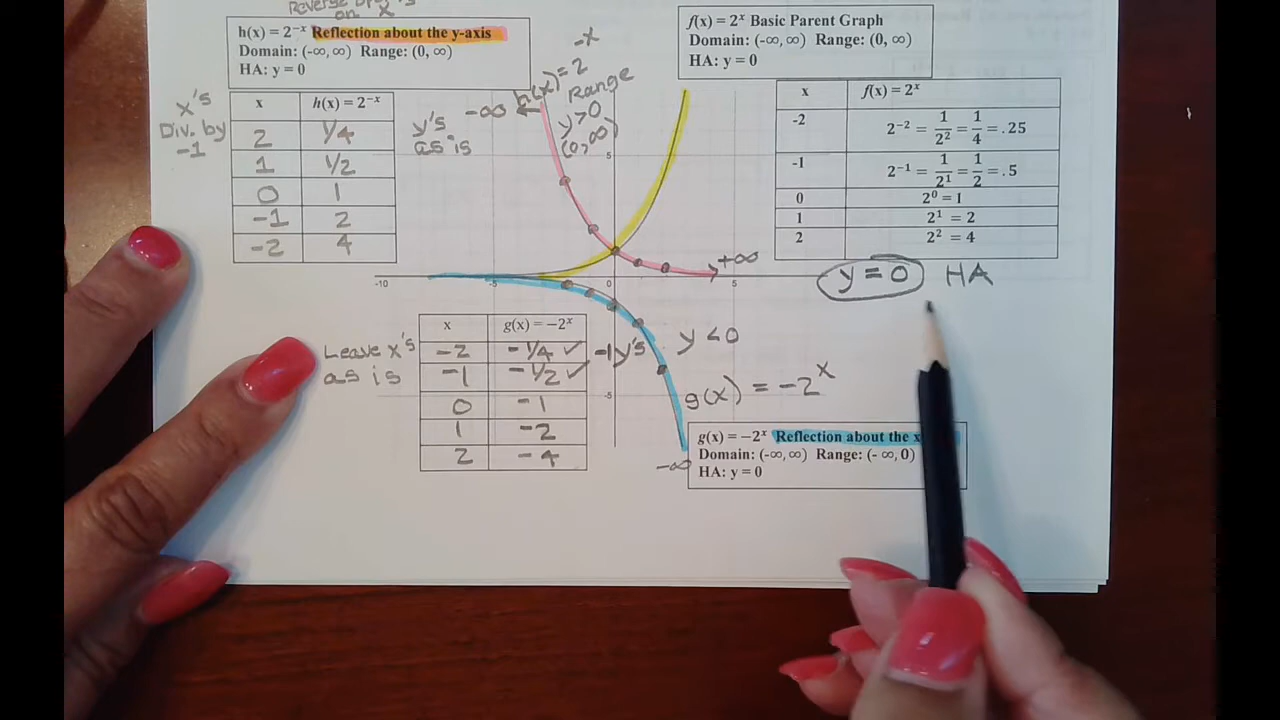 Reverse
on x
h(x) = 2⁻ˣ Reflection about the y-axis
Domain: (-∞, ∞) Range: (0, ∞)
HA: y = 0
x's
Div. by
-1
x h(x) = 2⁻ˣ
2 1/4
1 1/2
0 1
-1 2
-2 4
y's
as is
-∞
h(x) = 2⁻ˣ
Range
y>0
(0,∞)
+∞
5
-10 -5 5
-5
f(x) = 2ˣ Basic Parent Graph
Domain: (-∞, ∞) Range: (0, ∞)
HA: y = 0
x f(x) = 2ˣ
-2 2⁻² = 1/2² = 1/4 = .25
-1 2⁻¹ = 1/2¹ = 1/2 = .5
0 2⁰ = 1
1 2¹ = 2
2 2² = 4
y = 0 HA
Leave x's
as is
x g(x) = −2ˣ
-2 -1/4 ✓
-1 -1/2 ✓
0 -1
1 -2
2 -4
-1y's
y < 0
g(x) = -2ˣ
-∞
g(x) = −2ˣ Reflection about the x
Domain: (-∞, ∞) Range: (- ∞, 0)
HA: y = 0